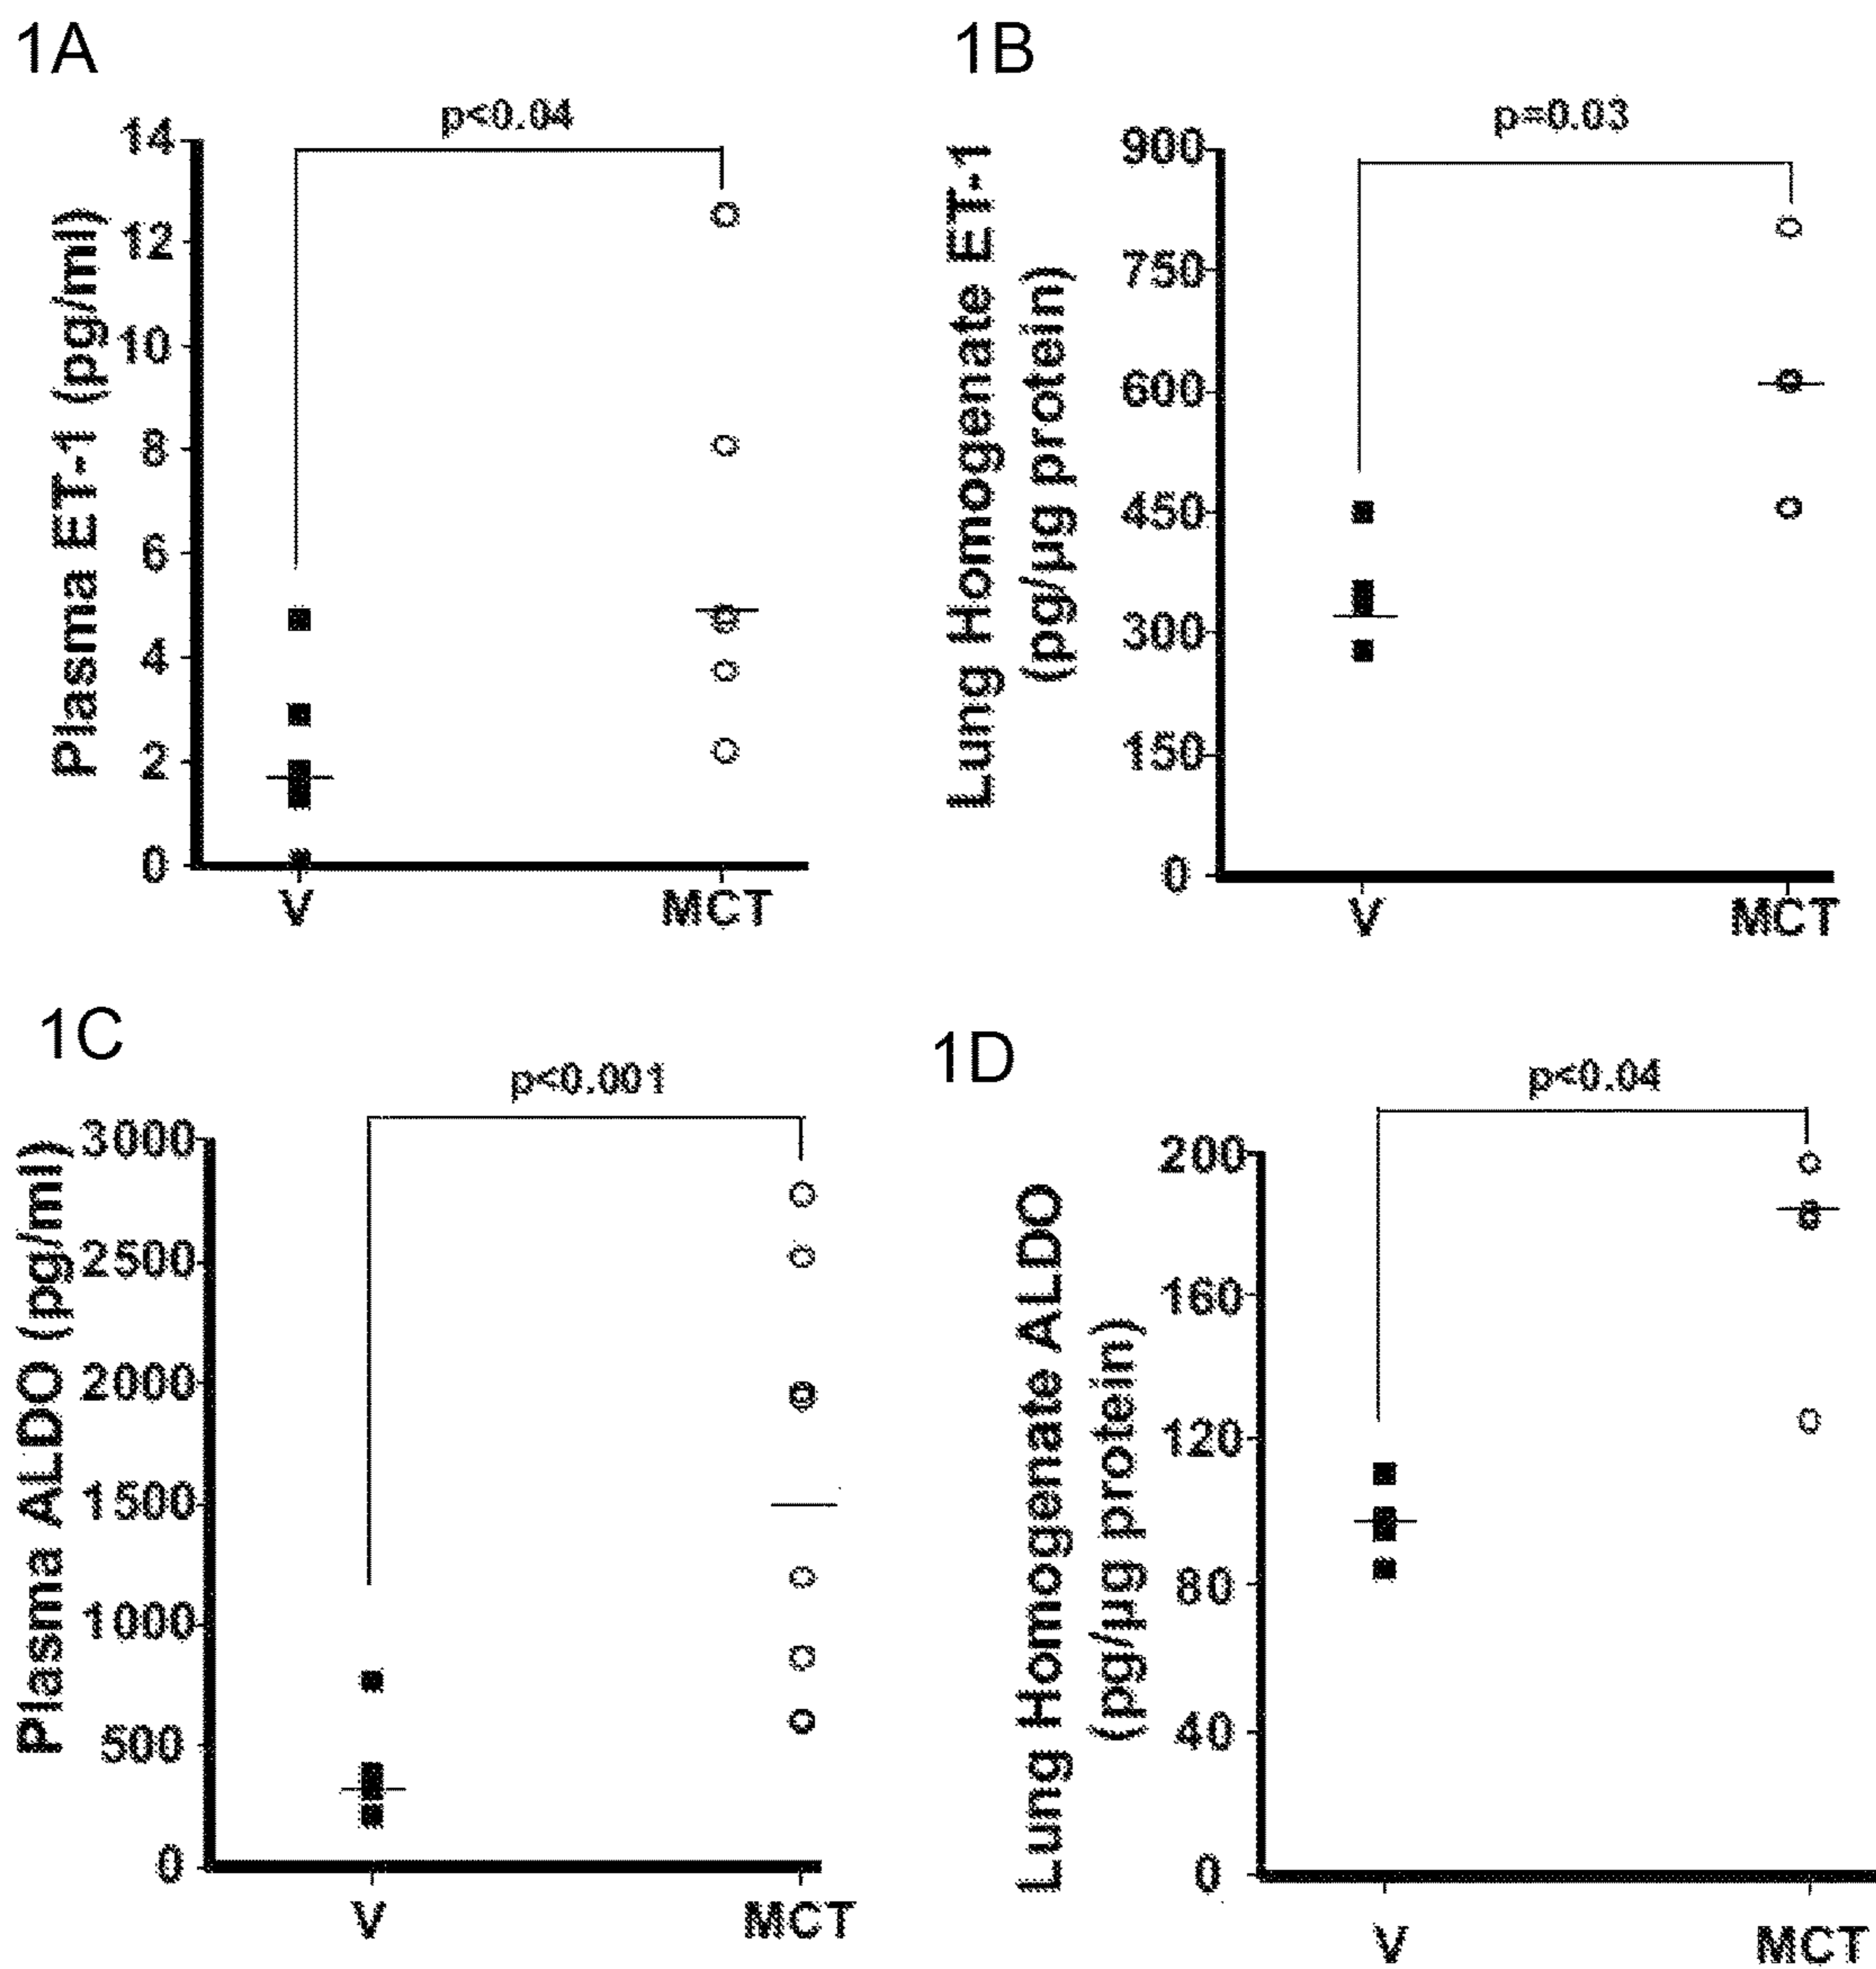 1A
p<0.04
Plasma ET-1 (pg/ml)
14
12
10
8
6
4
2
0
V
MCT
1B
p=0.03
Lung Homogenate ET-1
(pg/µg protein)
900
750
600
450
300
150
0
V
MCT
1C
p<0.001
Plasma ALDO (pg/ml)
3000
2500
2000
1500
1000
500
0
V
MCT
1D
p<0.04
Lung Homogenate ALDO
(pg/µg protein)
200
160
120
80
40
0
V
MCT